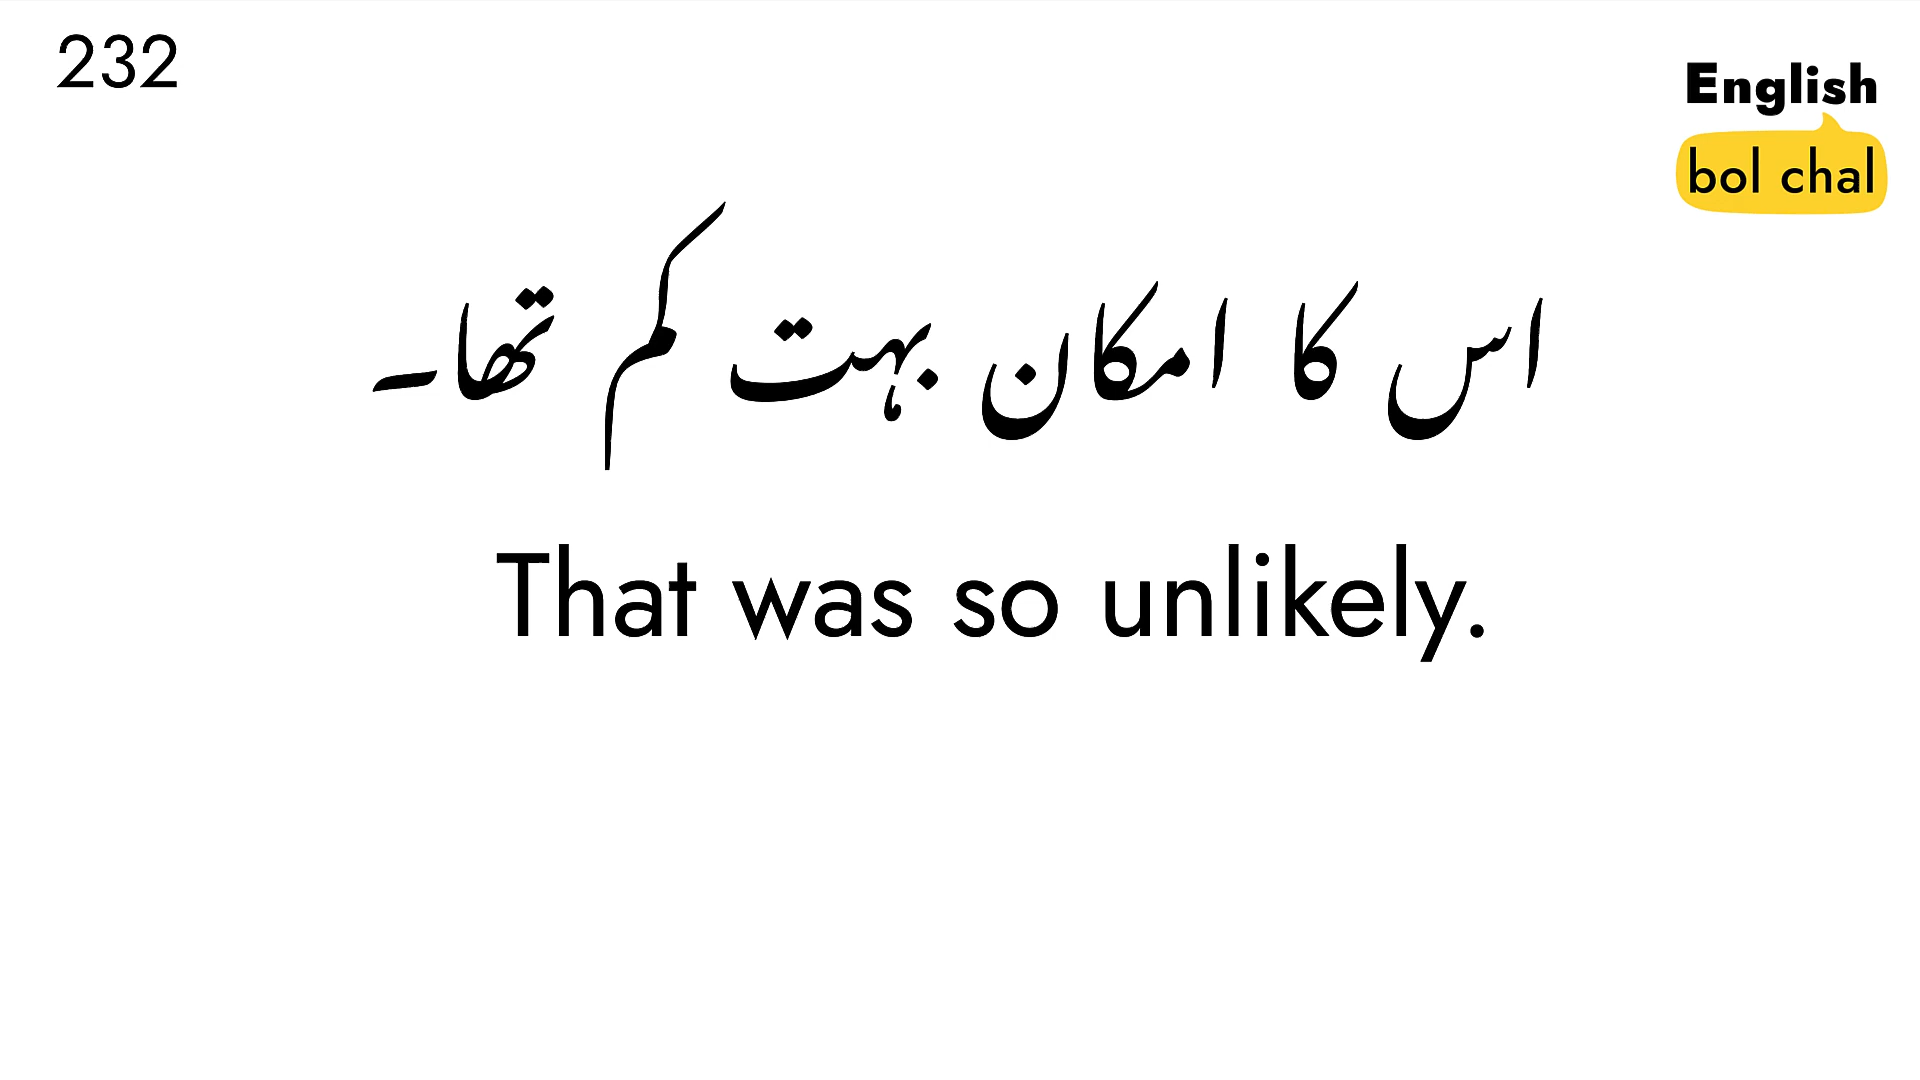 232
English
bol chal
اس کا امکان بہت کم تھا۔
That was so unlikely.